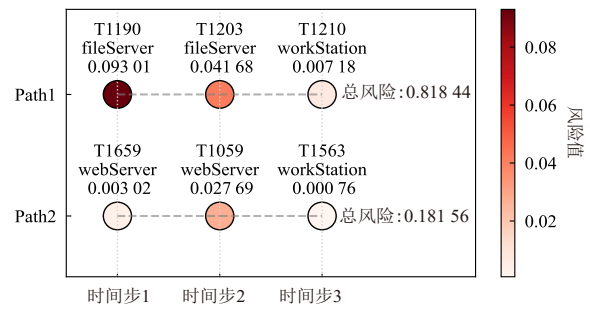 T1190 T1203 T1210
fileServer fileServer workStation
0.093 01 0.041 68 0.007 18
Path1
总风险:0.818 44
T1659 T1059 T1563
webServer webServer workStation
0.003 02 0.027 69 0.000 76
Path2
总风险:0.181 56
时间步1 时间步2 时间步3
0.08
0.06
0.04
0.02
风险值